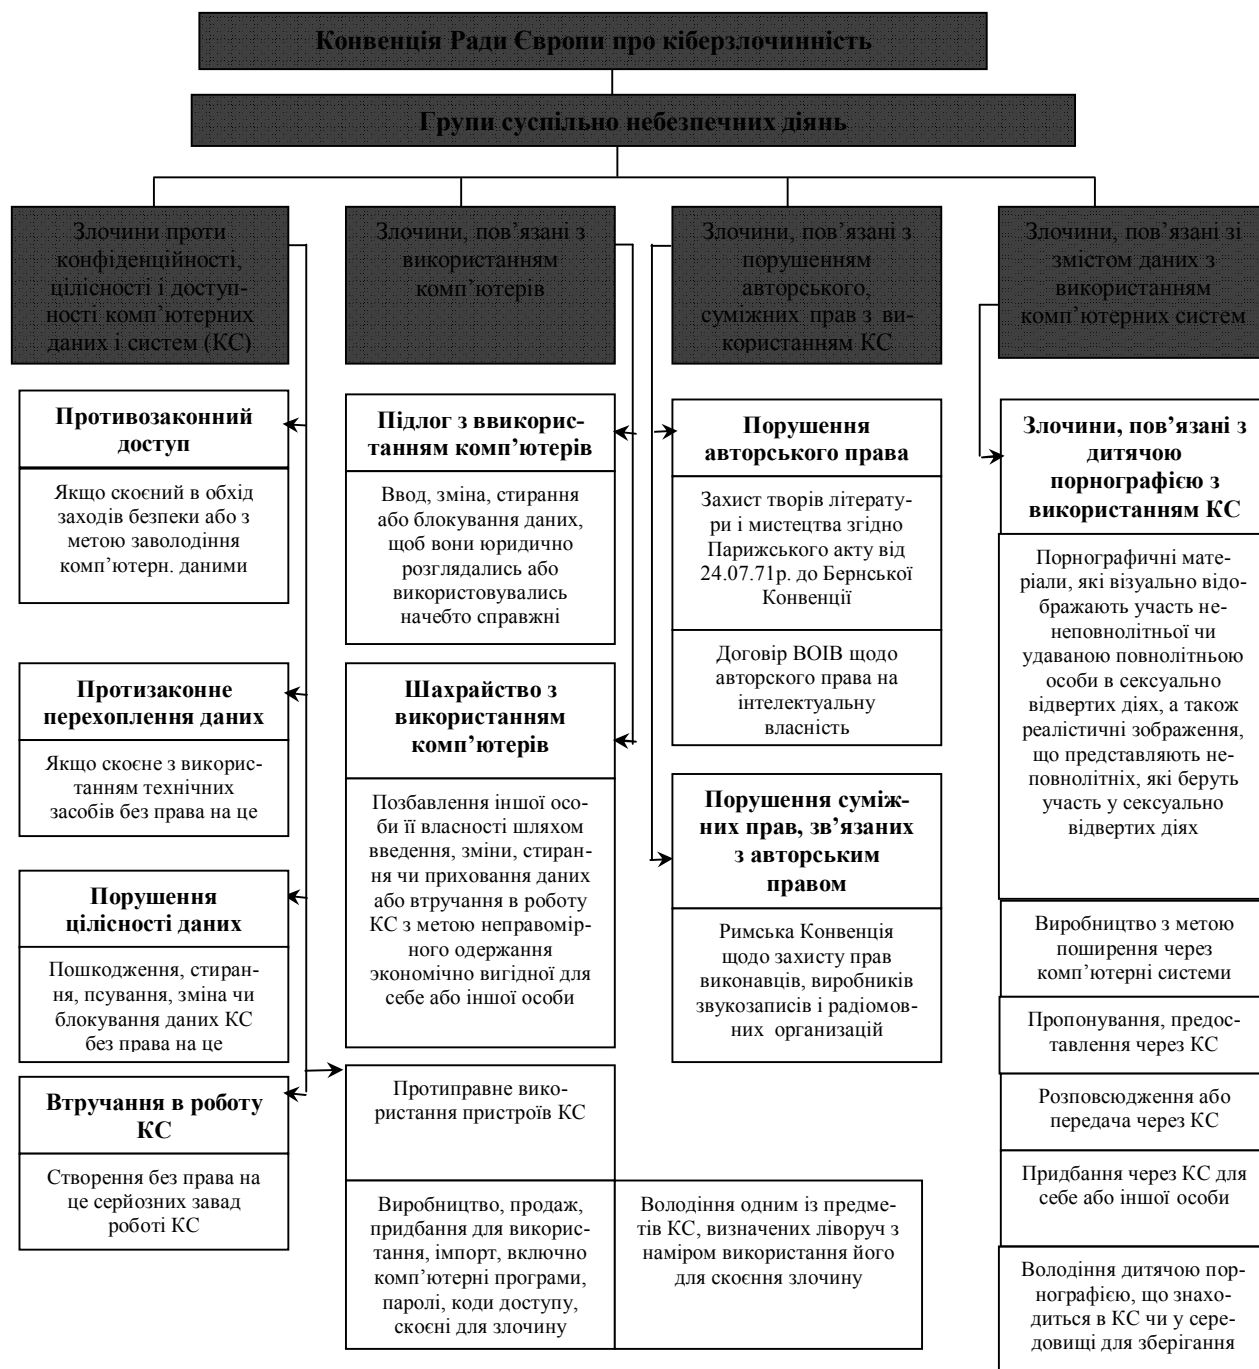 Конвенція Ради Європи про кіберзлочинність
Групи суспільно небезпечних діянь
Злочини проти
конфіденційності,
цілісності і доступ-
ності комп’ютерних
даних і систем (КС)
Противозаконний
доступ
Якщо скоєний в обхід
заходів безпеки або з
метою заволодіння
комп’ютерн. даними
Протизаконне
перехоплення даних
Якщо скоєне з викорис-
танням технічних
засобів без права на це
Порушення
цілісності даних
Пошкодження, стиран-
ня, псування, зміна чи
блокування даних КС
без права на це
Втручання в роботу
КС
Створення без права на
це серйозних завад
роботі КС
Злочини, пов’язані з
використанням
комп’ютерів
Підлог з ввикорис-
танням комп’ютерів
Ввод, зміна, стирання
або блокування даних,
щоб вони юридично
розглядались або
використовувались
начебто справжні
Шахрайство з
використанням
комп’ютерів
Позбавлення іншої осо-
би її власності шляхом
введення, зміни, стиран-
ня чи приховання даних
або втручання в роботу
КС з метою неправомір-
ного одержання
экономічно вигідної для
себе або іншої особи
Протиправне вико-
ристання пристроїв КС
Виробництво, продаж,
придбання для викорис-
тання, імпорт, включно
комп’ютерні програми,
паролі, коди доступу,
скоєні для злочину
Володіння одним із предме-
тів КС, визначених ліворуч з
наміром використання його
для скоєння злочину
Злочини, пов’язані з
порушенням
авторського,
суміжних прав з ви-
користанням КС
Порушення
авторського права
Захист творів літерату-
ри і мистецтва згідно
Парижського акту від
24.07.71р. до Бернської
Конвенції
Договір ВОІВ щодо
авторского права на
інтелектуальну
власність
Порушення суміж-
них прав, зв’язаних
з авторським
правом
Римська Конвенція
щодо захисту прав
виконавців, виробників
звукозаписів і радіомов-
них организацій
Злочини, пов’язані зі
змістом даних з
використанням
комп’ютерних систем
Злочини, пов’язані з
дитячою
порнографією з
використанням КС
Порнографичні мате-
ріали, які візуально відо-
бражають участь не-
неповнолітньої чи
удаваною повнолітньою
особи в сексуально
відвертих діях, а також
реалістичні зображення,
що представляють не-
повнолітніх, які беруть
участь у сексуально
відвертих діях
Виробництво з метою
поширення через
комп’ютерні системи
Пропонування, предос-
тавлення через КС
Розповсюдження або
передача через КС
Придбання через КС для
себе або іншої особи
Володіння дитячою пор-
нографією, що знахо-
диться в КС чи у сере-
довищі для зберігання